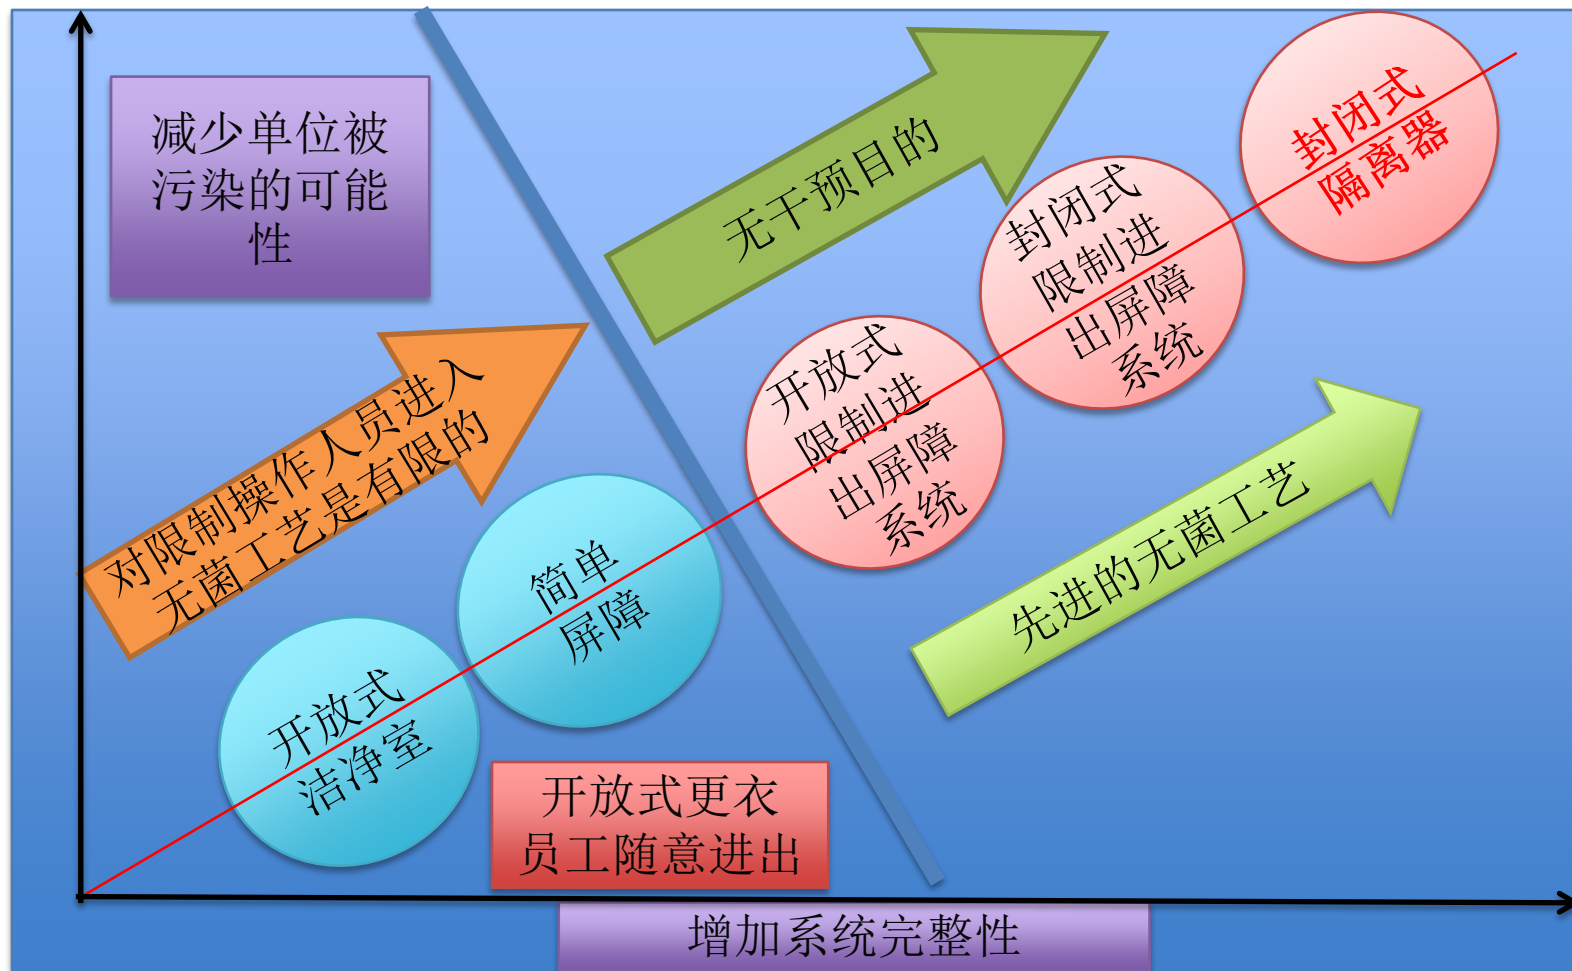 减少单位被
污染的可能
性
无干预目的
封闭式
隔离器
封闭式
限制进
出屏障
系统
开放式
限制进
出屏障
系统
对限制操作人员进入
无菌工艺是有限的
先进的无菌工艺
简单
屏障
开放式
洁净室
开放式更衣
员工随意进出
增加系统完整性